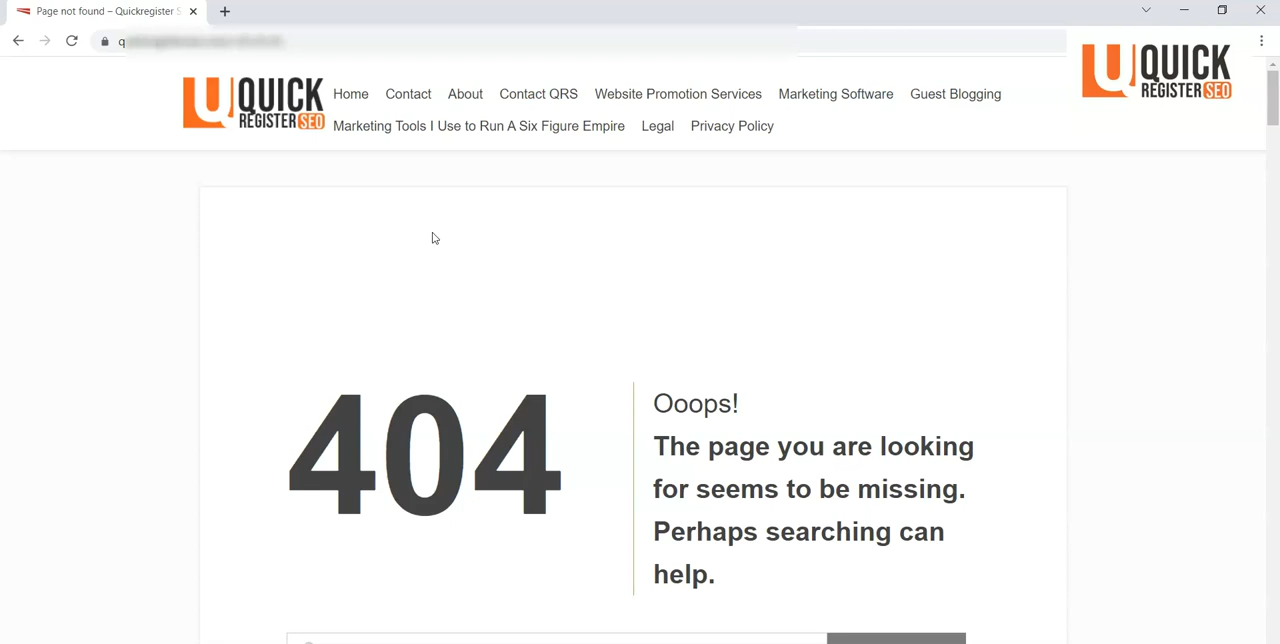 Page not found – Quickregister S
q
QUICK
REGISTER SEO
Home Contact About Contact QRS Website Promotion Services Marketing Software Guest Blogging
Marketing Tools I Use to Run A Six Figure Empire Legal Privacy Policy
QUICK
REGISTER SEO
404
Ooops!
The page you are looking
for seems to be missing.
Perhaps searching can
help.